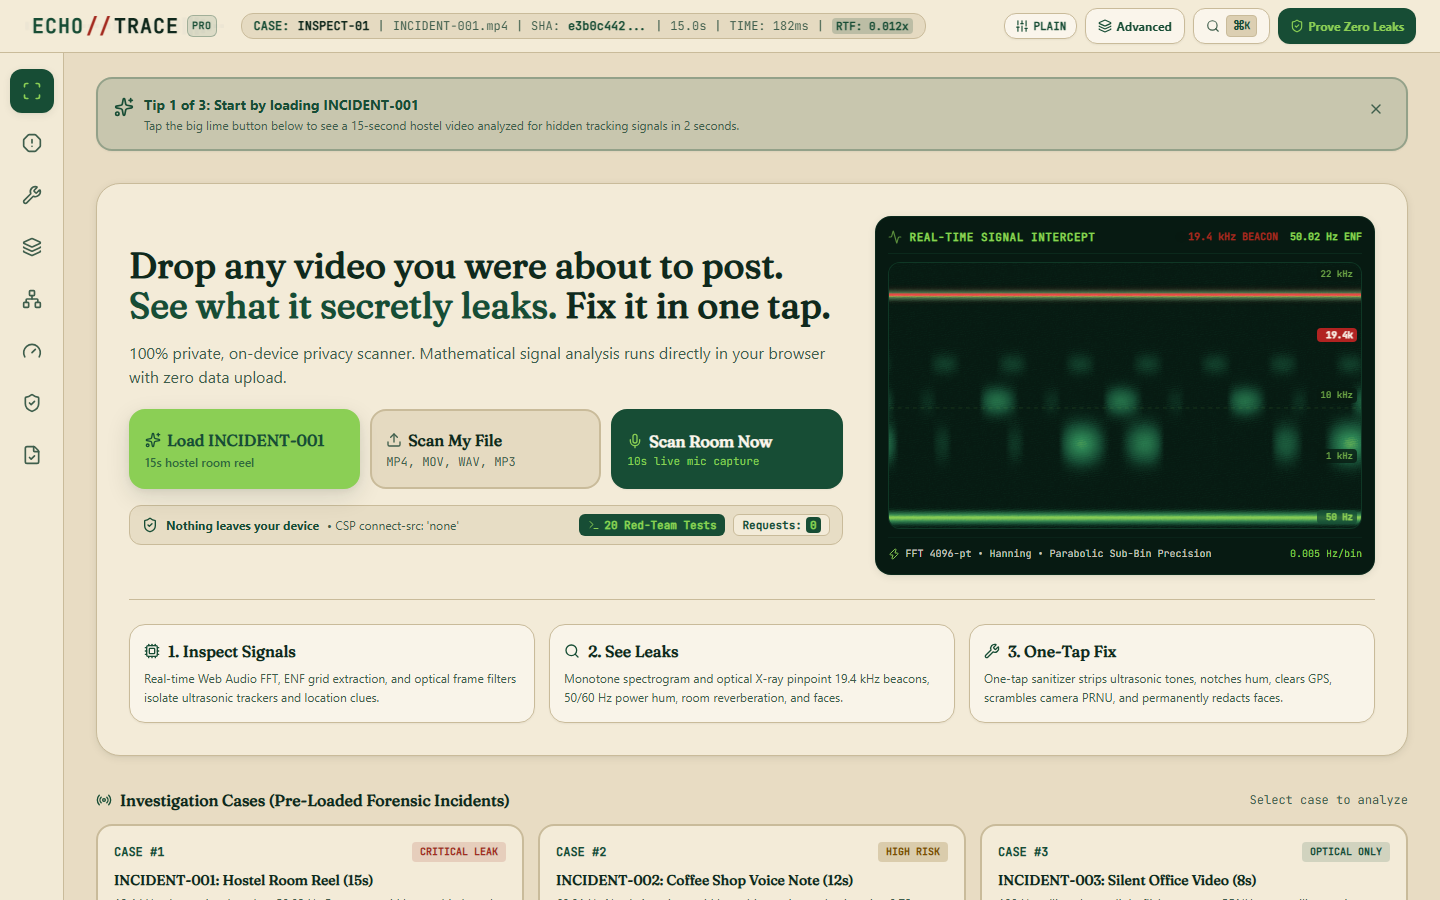 ECHO//TRACE PRO
CASE: INSPECT-01 | INCIDENT-001.mp4 | SHA: e3b0c442... | 15.0s | TIME: 182ms | RTF: 0.012x
PLAIN
Advanced
⌘K
Prove Zero Leaks
Tip 1 of 3: Start by loading INCIDENT-001
Tap the big lime button below to see a 15-second hostel video analyzed for hidden tracking signals in 2 seconds.
Drop any video you were about to post.
See what it secretly leaks. Fix it in one tap.
100% private, on-device privacy scanner. Mathematical signal analysis runs directly in your browser
with zero data upload.
Load INCIDENT-001
15s hostel room reel
Scan My File
MP4, MOV, WAV, MP3
Scan Room Now
10s live mic capture
Nothing leaves your device • CSP connect-src: 'none'
20 Red-Team Tests
Requests: 0
REAL-TIME SIGNAL INTERCEPT
19.4 kHz BEACON 50.02 Hz ENF
22 kHz
19.4k
10 kHz
1 kHz
50 Hz
FFT 4096-pt • Hanning • Parabolic Sub-Bin Precision
0.005 Hz/bin
1. Inspect Signals
Real-time Web Audio FFT, ENF grid extraction, and optical frame filters
isolate ultrasonic trackers and location clues.
2. See Leaks
Monotone spectrogram and optical X-ray pinpoint 19.4 kHz beacons,
50/60 Hz power hum, room reverberation, and faces.
3. One-Tap Fix
One-tap sanitizer strips ultrasonic tones, notches hum, clears GPS,
scrambles camera PRNU, and permanently redacts faces.
Investigation Cases (Pre-Loaded Forensic Incidents)
Select case to analyze
CASE #1
CRITICAL LEAK
INCIDENT-001: Hostel Room Reel (15s)
CASE #2
HIGH RISK
INCIDENT-002: Coffee Shop Voice Note (12s)
CASE #3
OPTICAL ONLY
INCIDENT-003: Silent Office Video (8s)